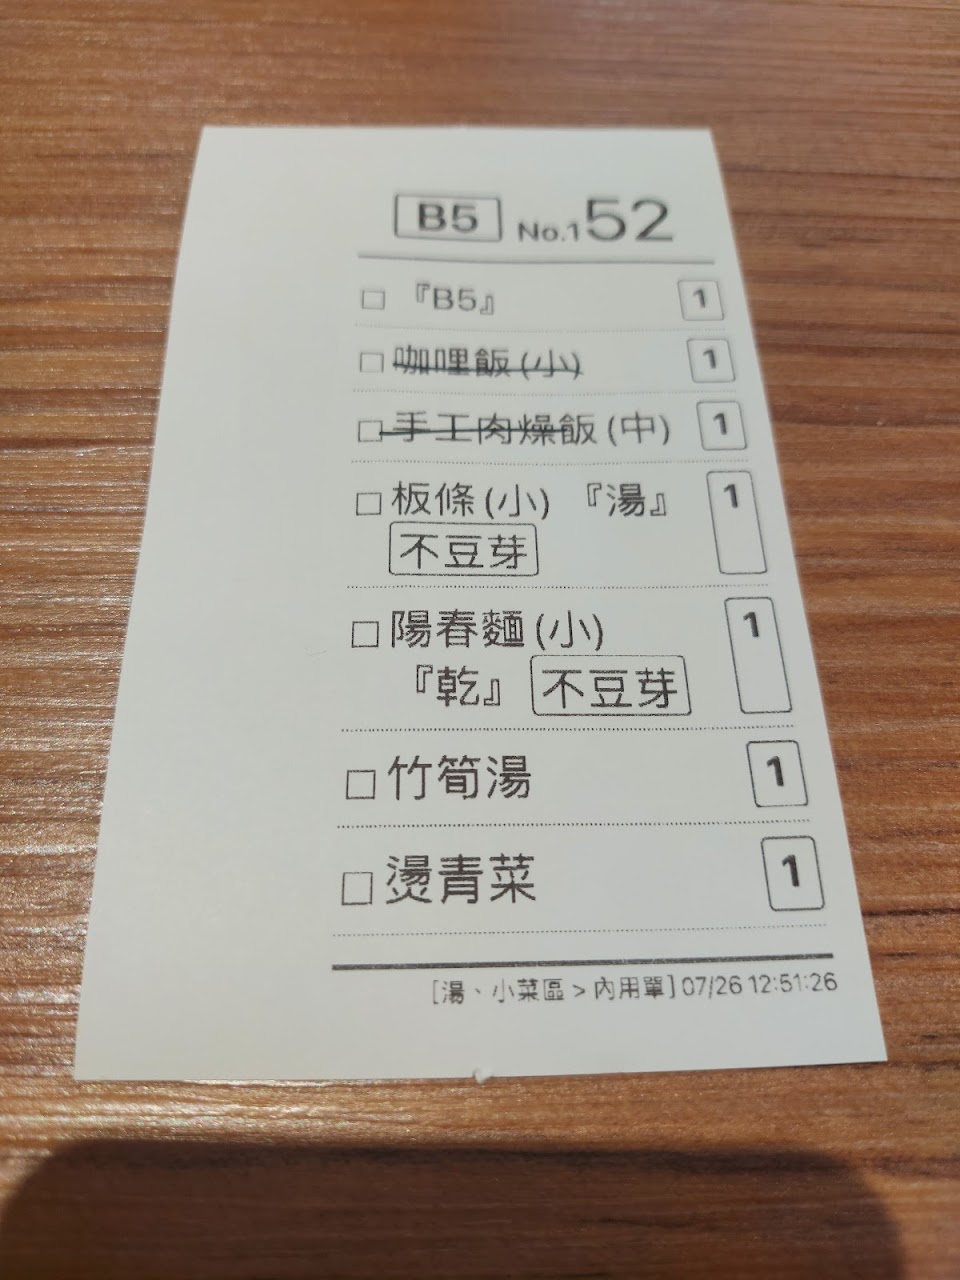 B5 No.152
□ 『B5』 1
□ 咖哩飯(小) 1
□ 手工肉燥飯(中) 1
□ 板條(小) 『湯』 1
不豆芽
□ 陽春麵(小) 1
『乾』 不豆芽
□ 竹筍湯 1
□ 燙青菜 1
[湯、小菜區 > 內用單] 07/26 12:51:26